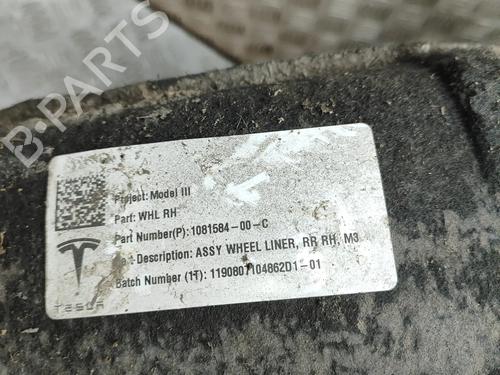 B-PARTS
Project: Model III
Part: WHL RH
Part Number(P): 1081584-00-C
Description: ASSY WHEEL LINER, RR RH, M3
Batch Number (1T): 1190807104862D1-01
TESLA